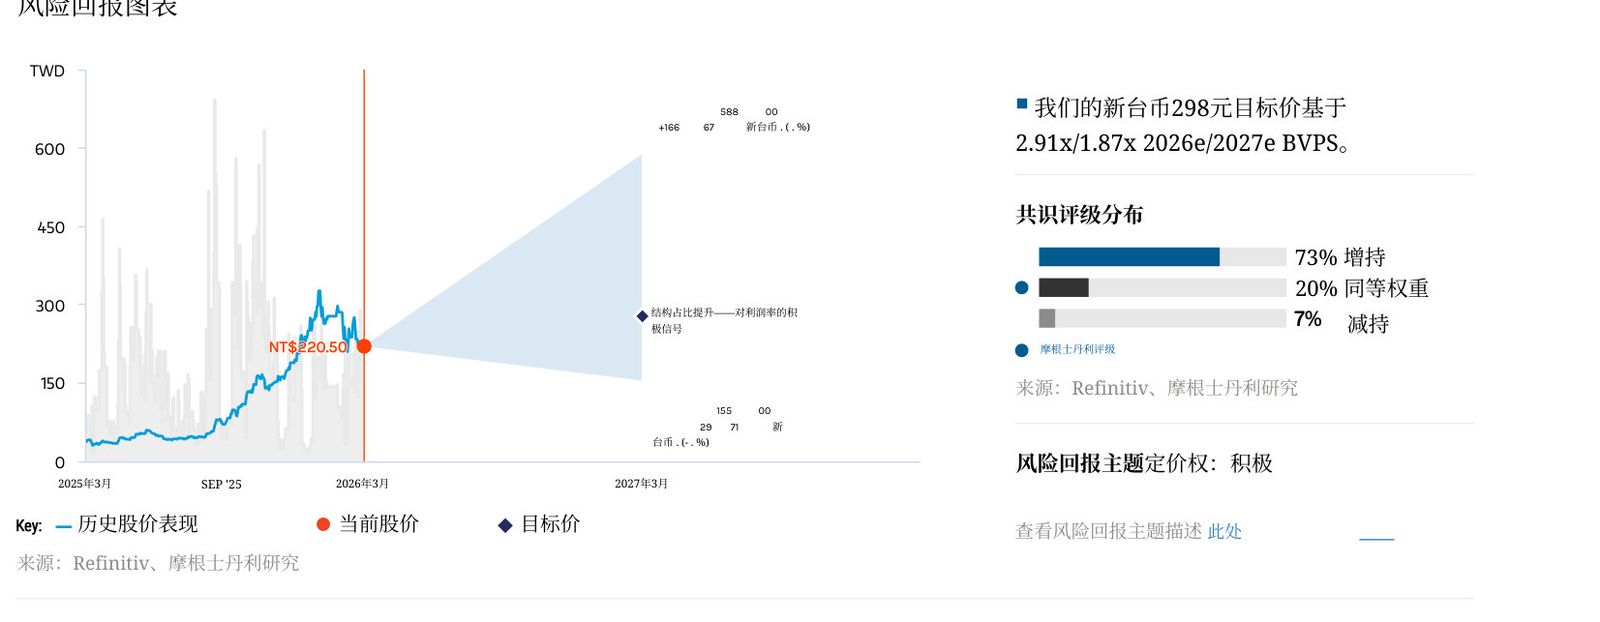 风险回报图表
TWD
600
450
300
150
0
NT$220.50
588 00
+166 67 新台币 . ( . %)
结构占比提升——对利润率的积
极信号
155 00
29 71 新
台币 . (- . %)
2025年3月
SEP '25
2026年3月
2027年3月
Key: 历史股价表现 当前股价 目标价
来源：Refinitiv、摩根士丹利研究
我们的新台币298元目标价基于
2.91x/1.87x 2026e/2027e BVPS。
共识评级分布
73% 增持
20% 同等权重
7% 减持
摩根士丹利评级
来源：Refinitiv、摩根士丹利研究
风险回报主题定价权：积极
查看风险回报主题描述 此处